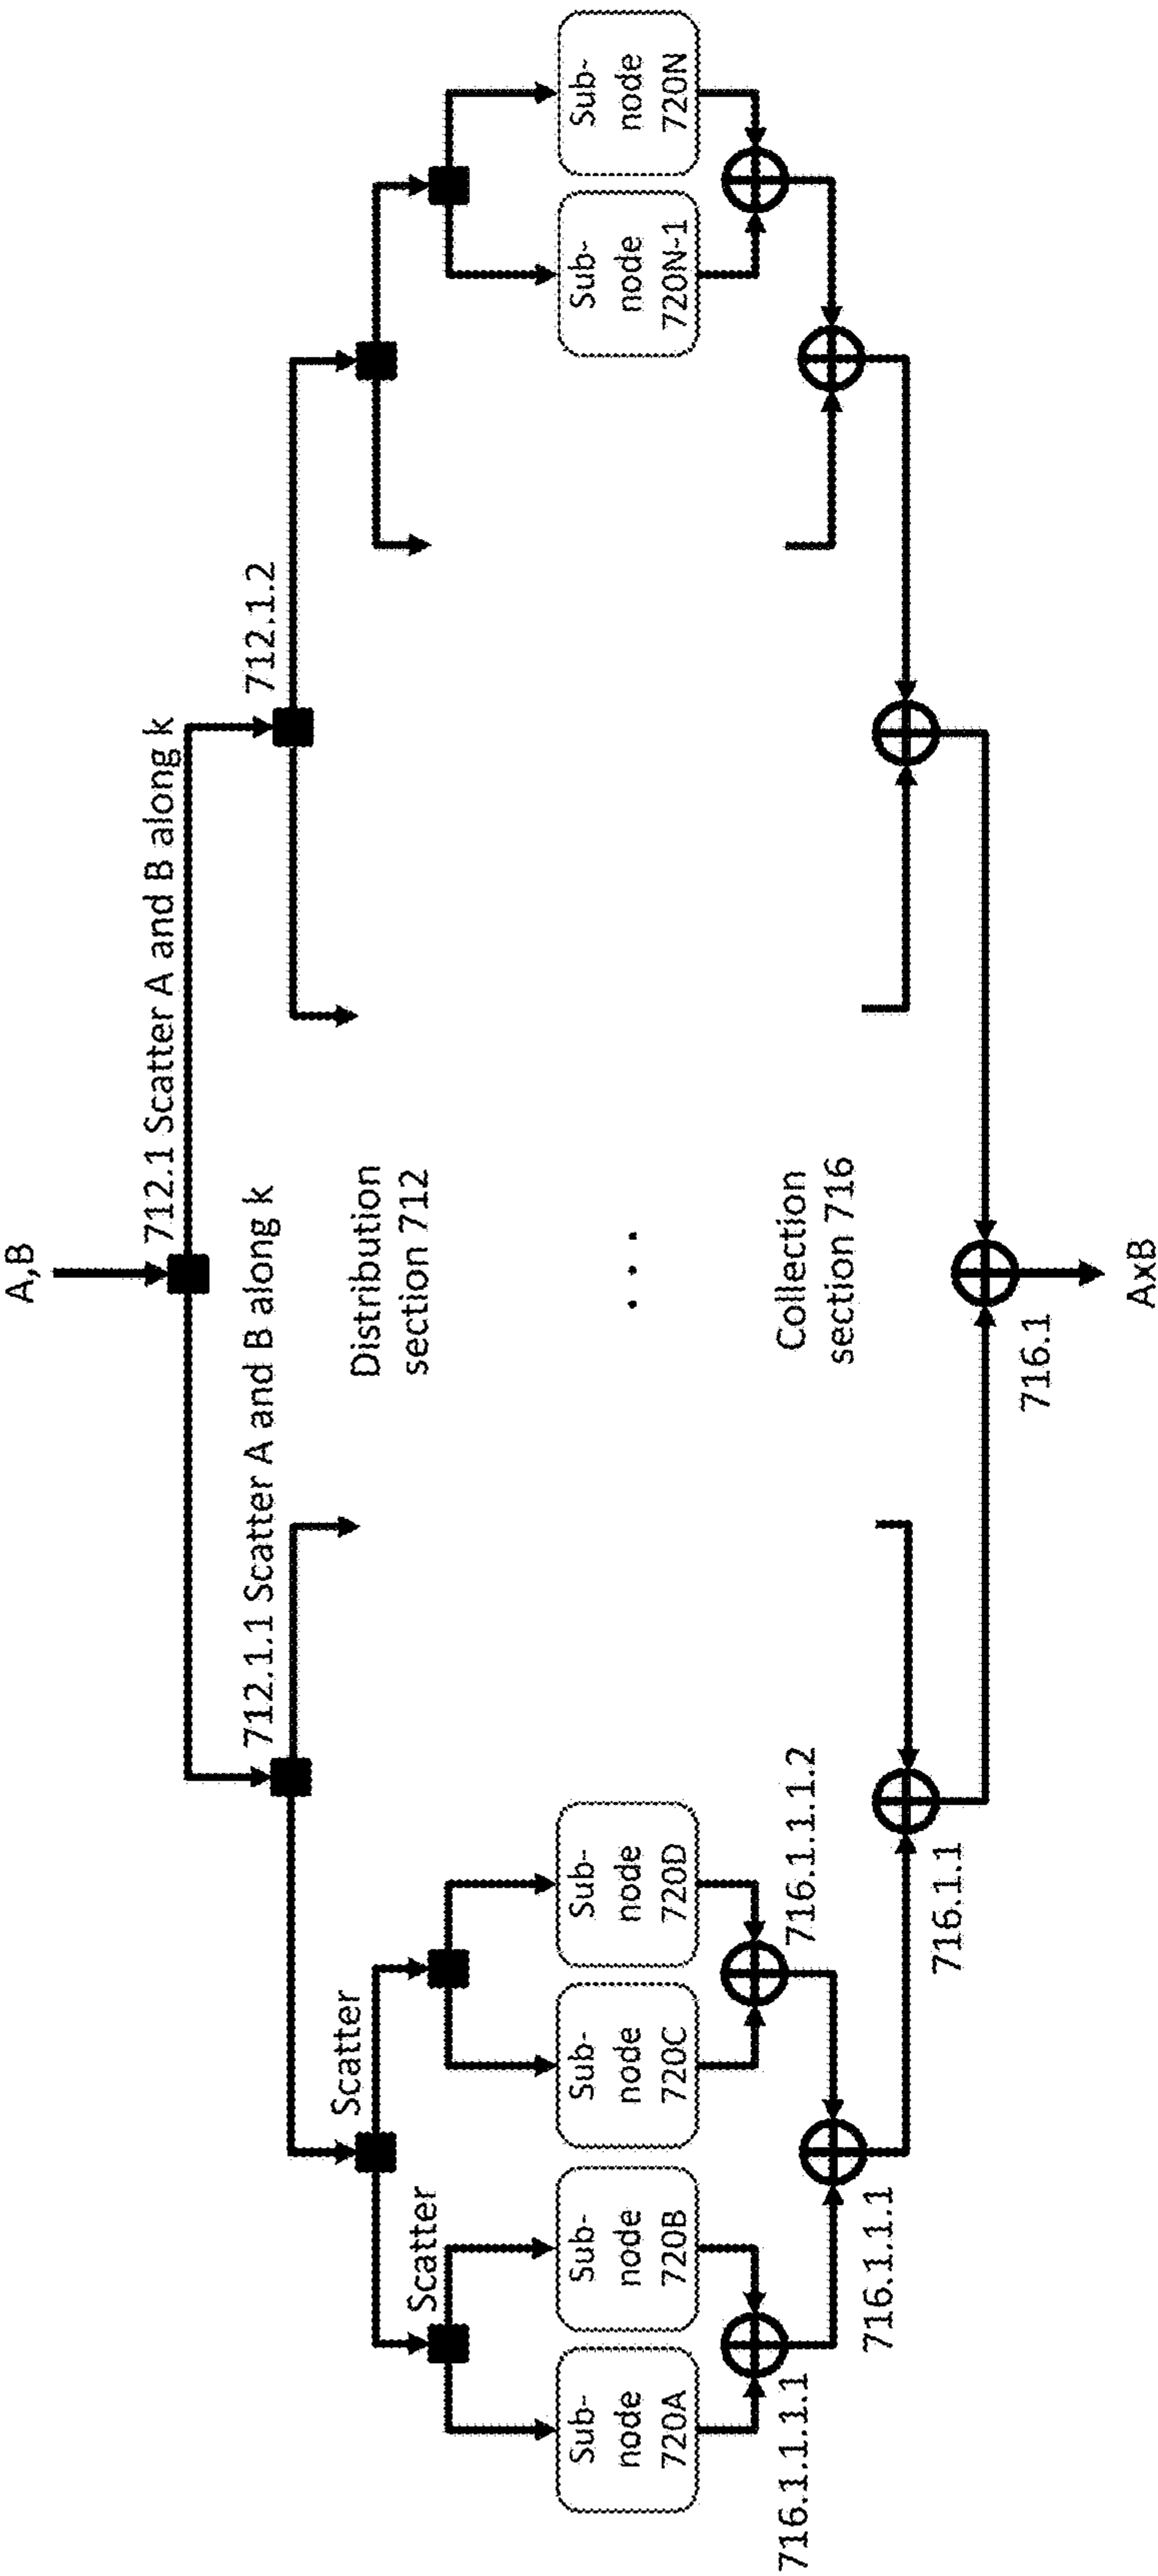 A,B
712.1 Scatter A and B along k
712.1.1 Scatter A and B along k
712.1.2
Scatter
Scatter
Distribution
section 712
Sub-
node
720A
Sub-
node
720B
Sub-
node
720C
Sub-
node
720D
. . .
Sub-
node
720N-1
Sub-
node
720N
Collection
section 716
716.1.1.1.1
716.1.1.1.2
716.1.1.1
716.1.1
716.1
AxB